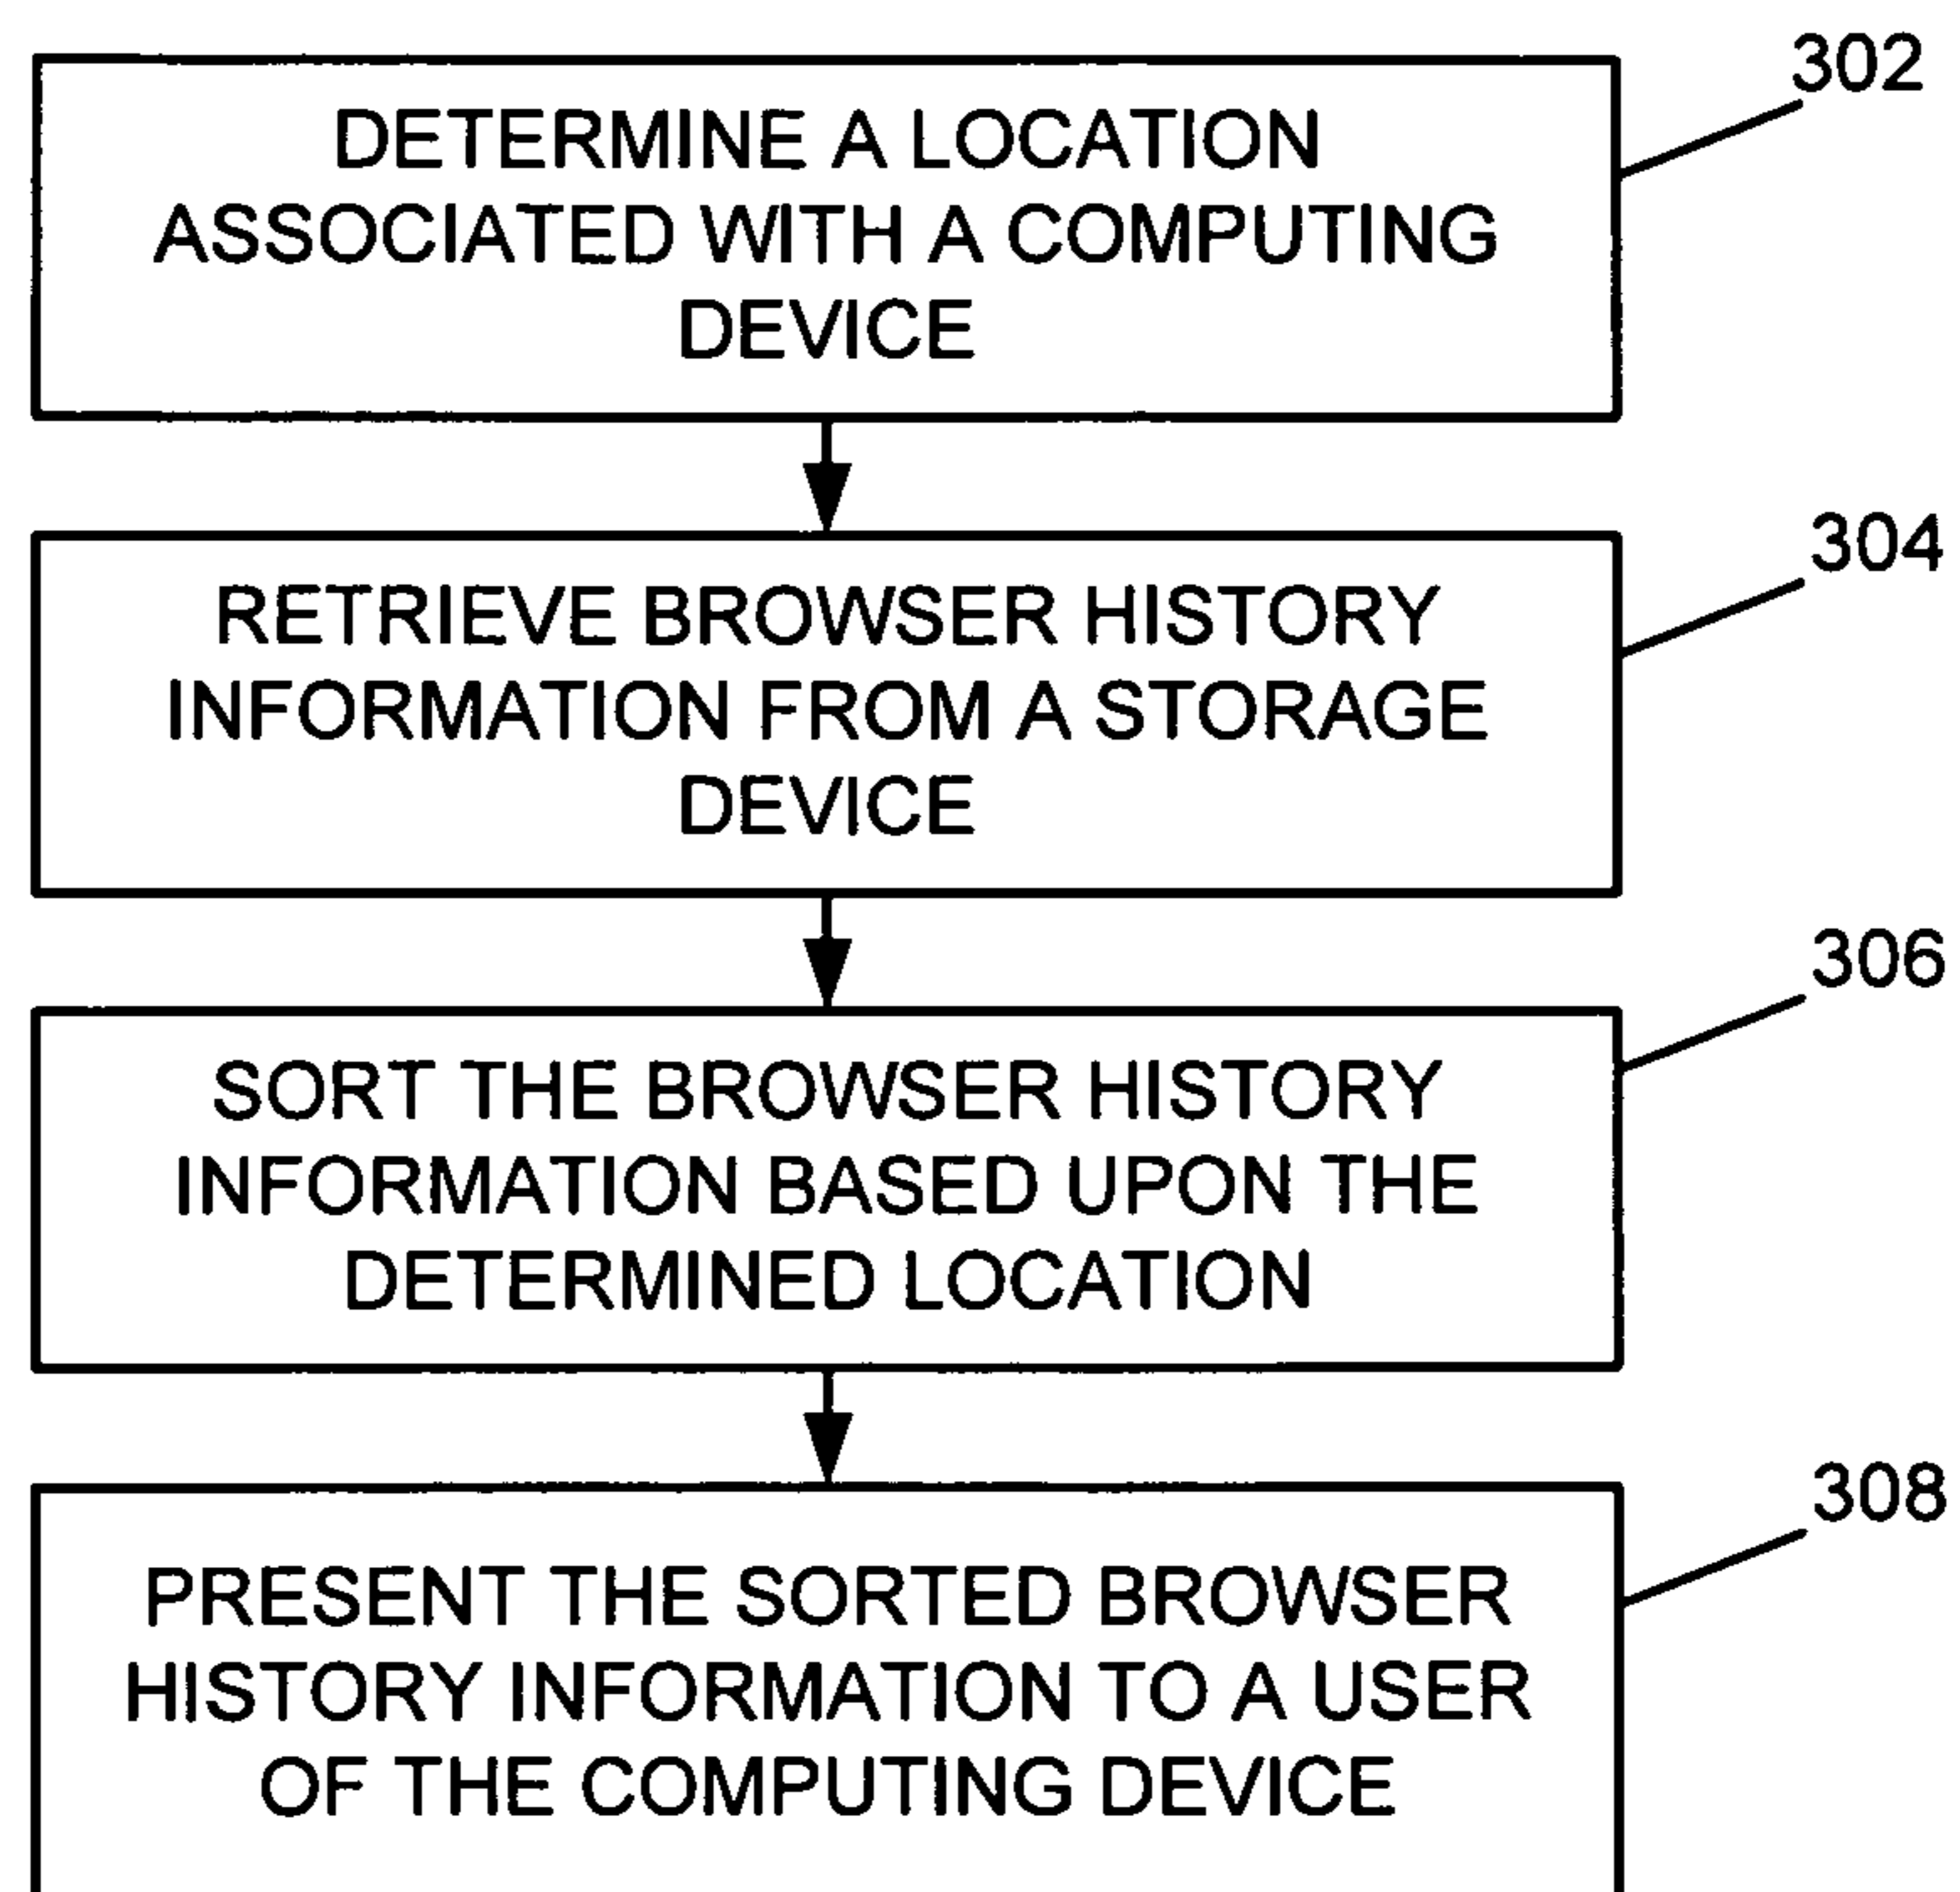 302
DETERMINE A LOCATION
ASSOCIATED WITH A COMPUTING
DEVICE
304
RETRIEVE BROWSER HISTORY
INFORMATION FROM A STORAGE
DEVICE
306
SORT THE BROWSER HISTORY
INFORMATION BASED UPON THE
DETERMINED LOCATION
308
PRESENT THE SORTED BROWSER
HISTORY INFORMATION TO A USER
OF THE COMPUTING DEVICE